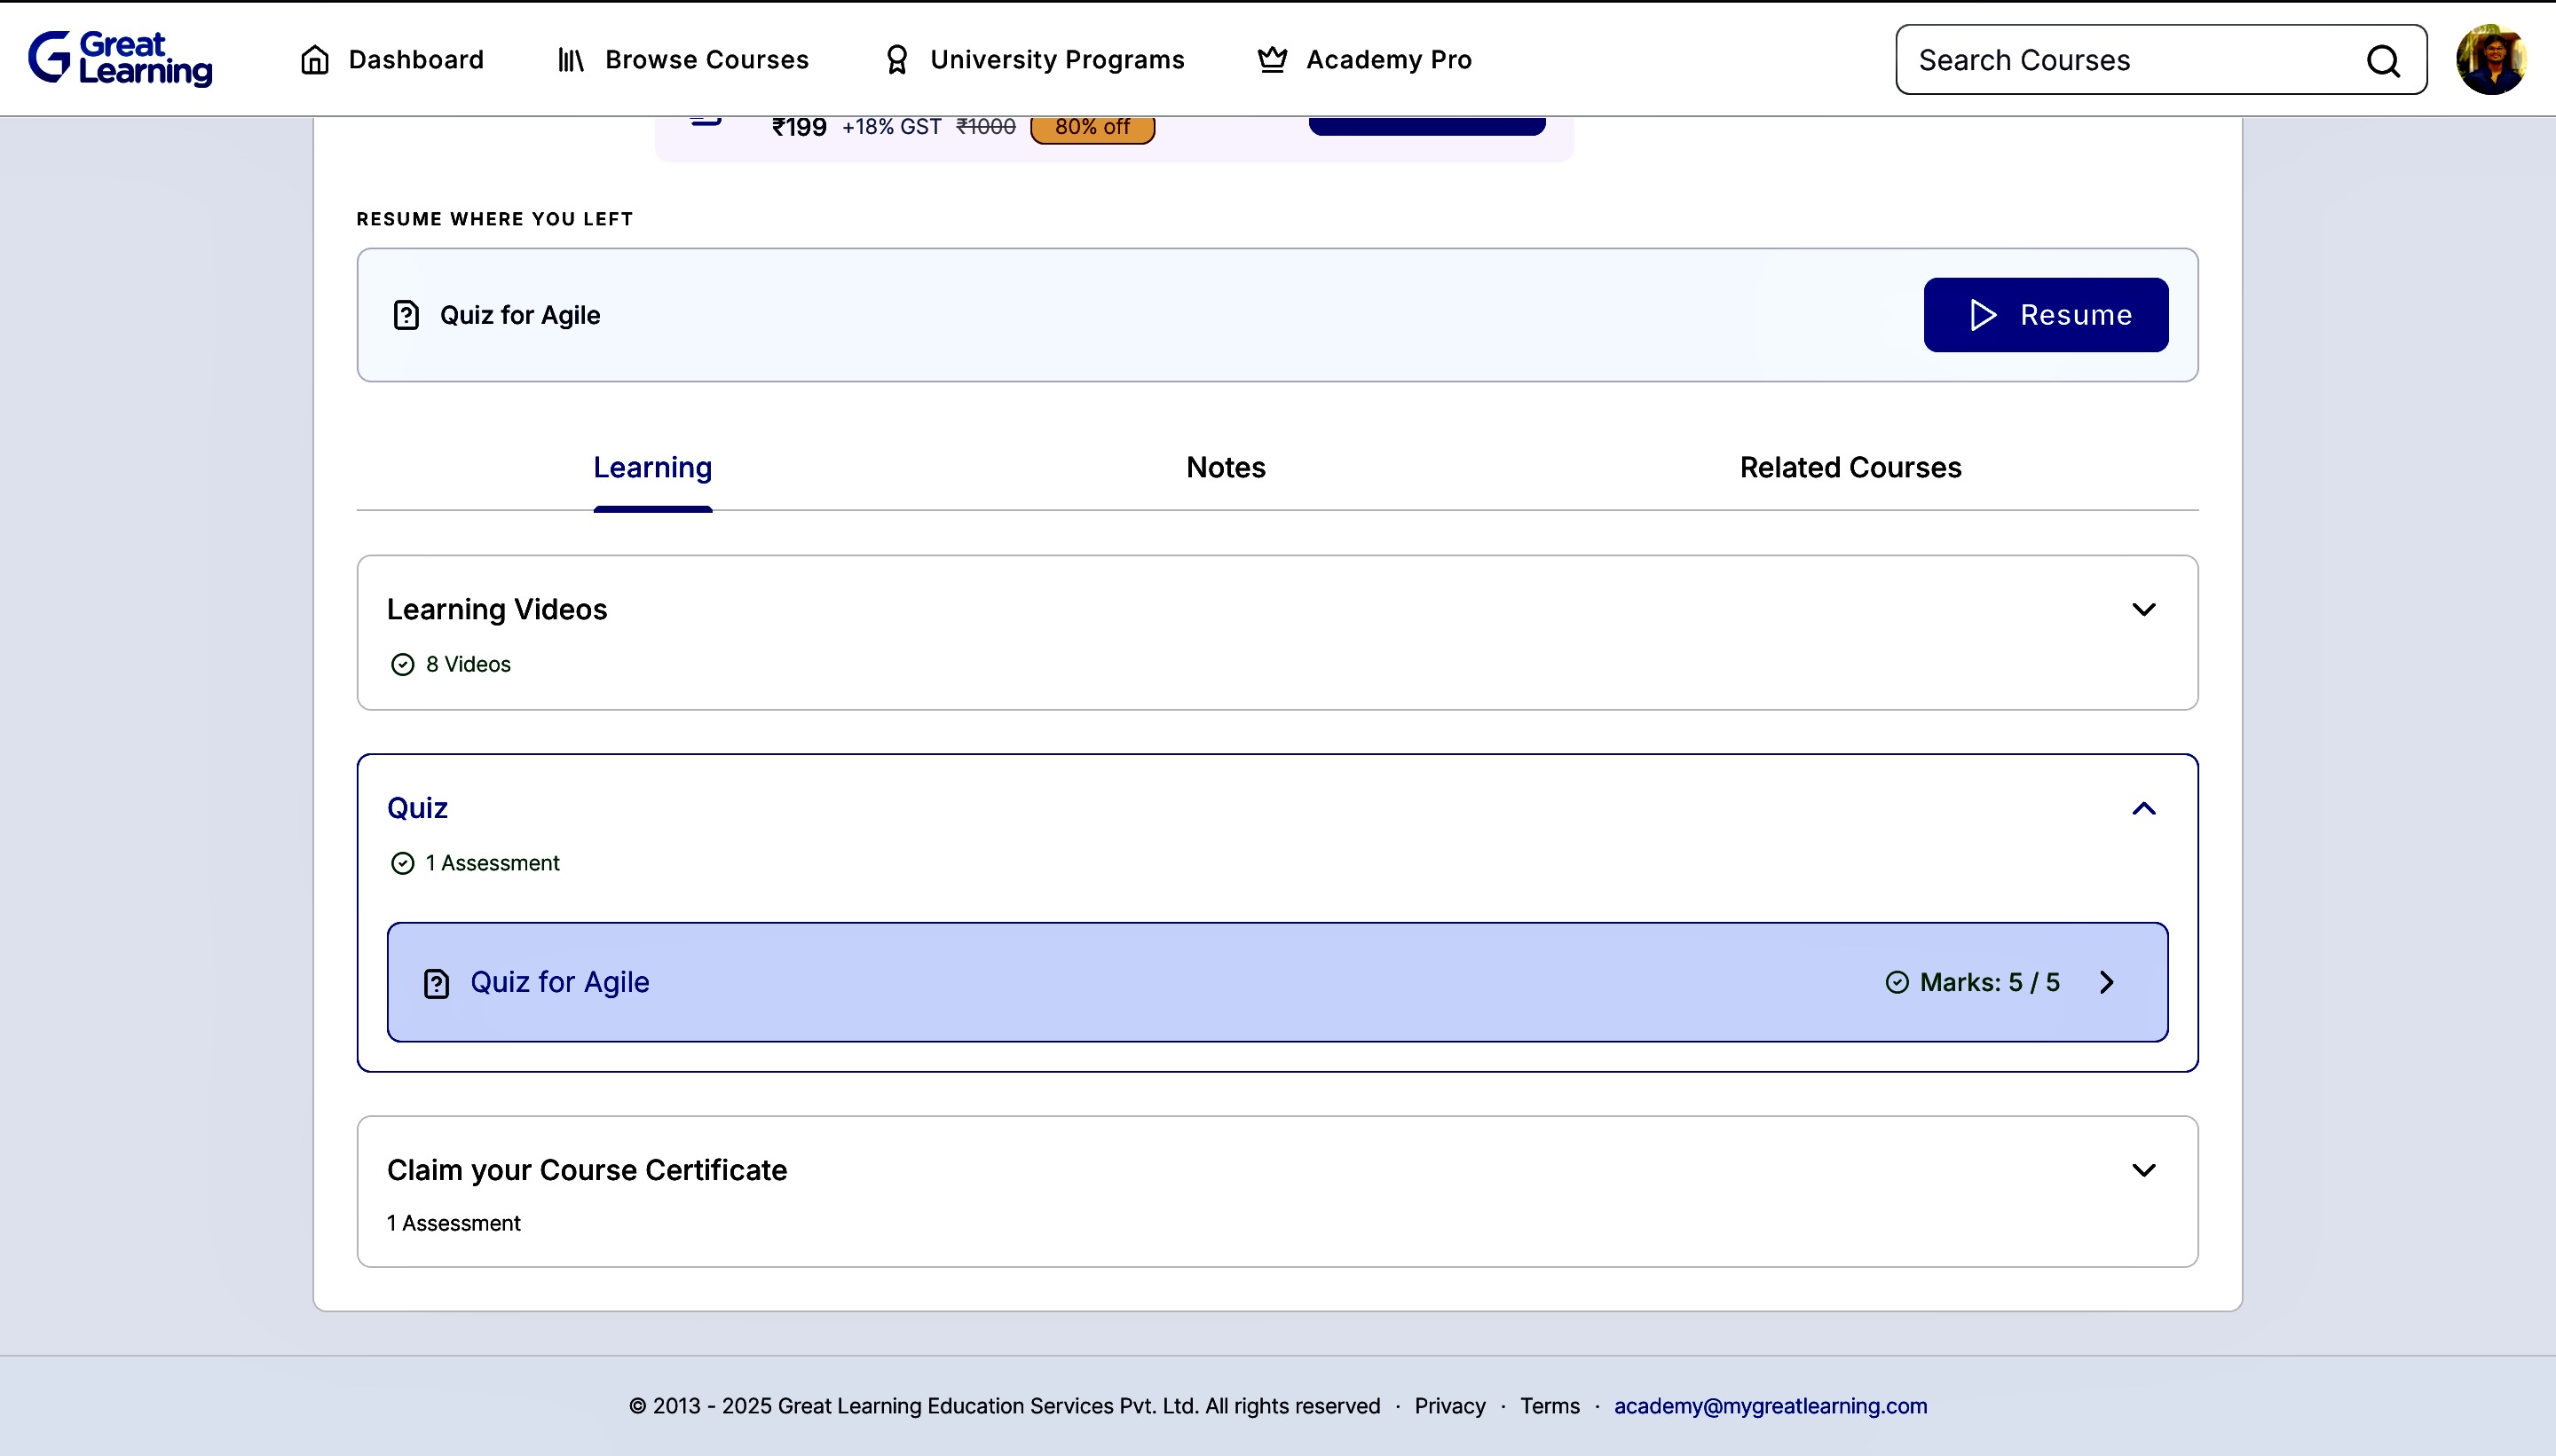 Great Learning
Dashboard
Browse Courses
University Programs
Academy Pro
Search Courses
₹199 +18% GST ₹1000 80% off
RESUME WHERE YOU LEFT
Quiz for Agile
Resume
Learning
Notes
Related Courses
Learning Videos
8 Videos
Quiz
1 Assessment
Quiz for Agile
Marks: 5 / 5
Claim your Course Certificate
1 Assessment
© 2013 - 2025 Great Learning Education Services Pvt. Ltd. All rights reserved · Privacy · Terms · academy@mygreatlearning.com